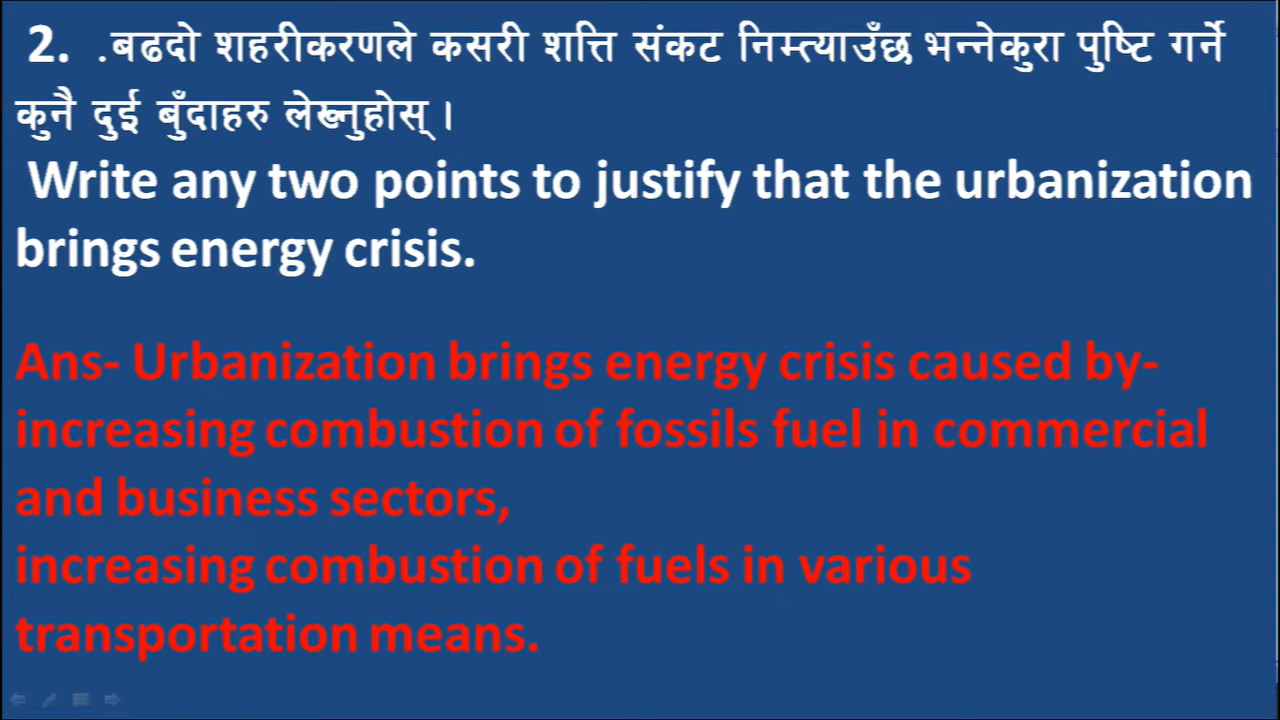 2. .बढदो शहरीकरणले कसरी शत्ति संकट निम्त्याउँछ भन्नेकुरा पुष्टि गर्ने
कुनै दुई बुँदाहरु लेख्नुहोस् ।
Write any two points to justify that the urbanization
brings energy crisis.
Ans- Urbanization brings energy crisis caused by-
increasing combustion of fossils fuel in commercial
and business sectors,
increasing combustion of fuels in various
transportation means.